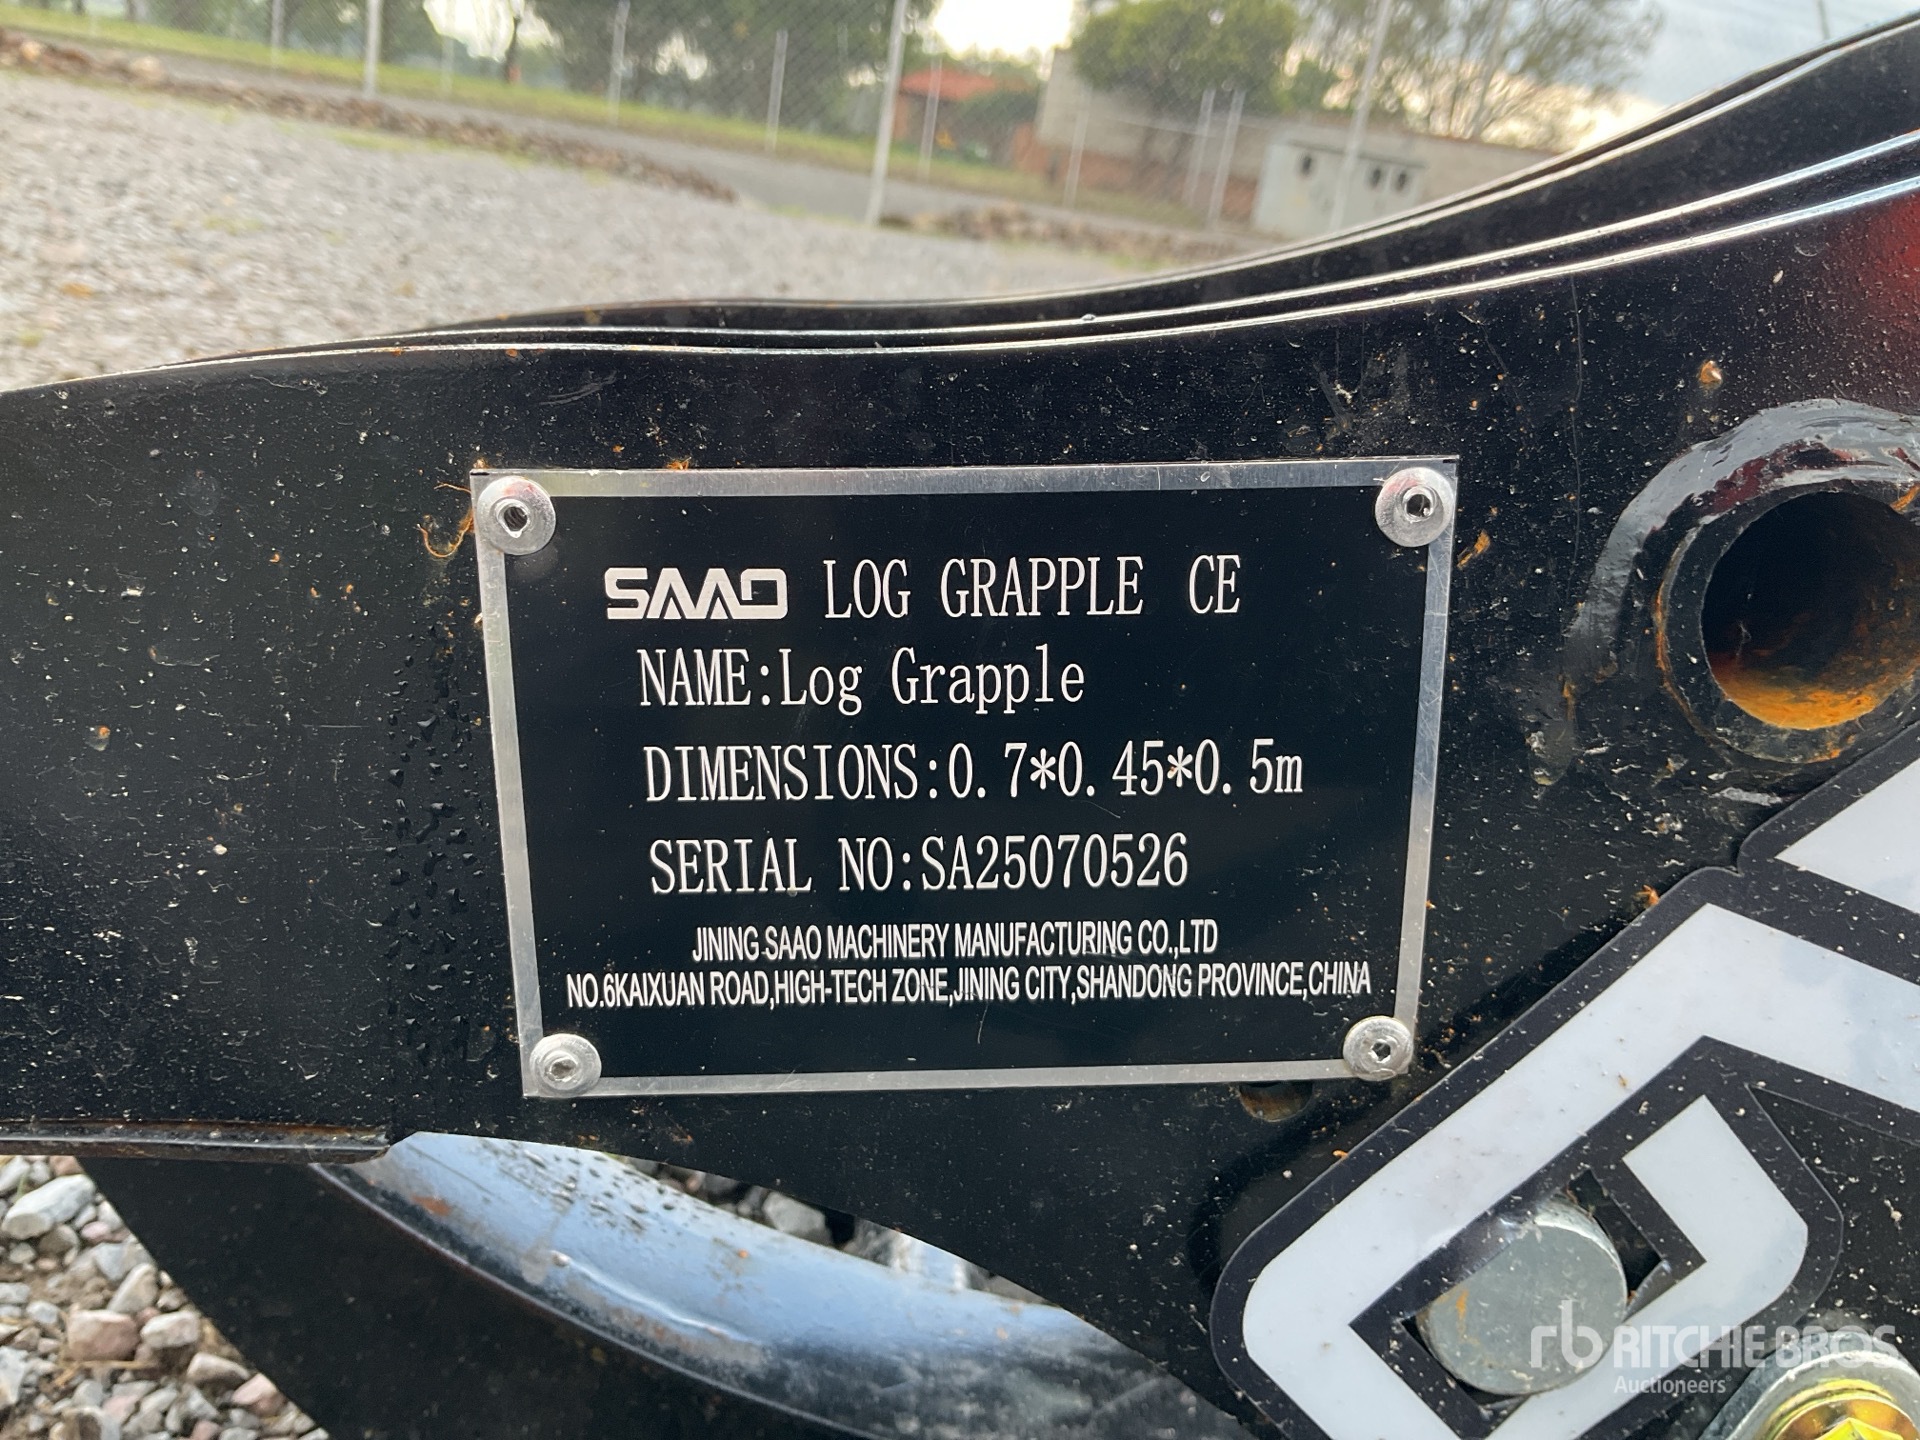 SAAO LOG GRAPPLE CE
NAME:Log Grapple
DIMENSIONS:0.7*0.45*0.5m
SERIAL NO:SA25070526
JINING SAAO MACHINERY MANUFACTURING CO.,LTD
NO.6KAIXUAN ROAD,HIGH-TECH ZONE,JINING CITY,SHANDONG PROVINCE,CHINA
rb RITCHIE BROS
Auctioneers